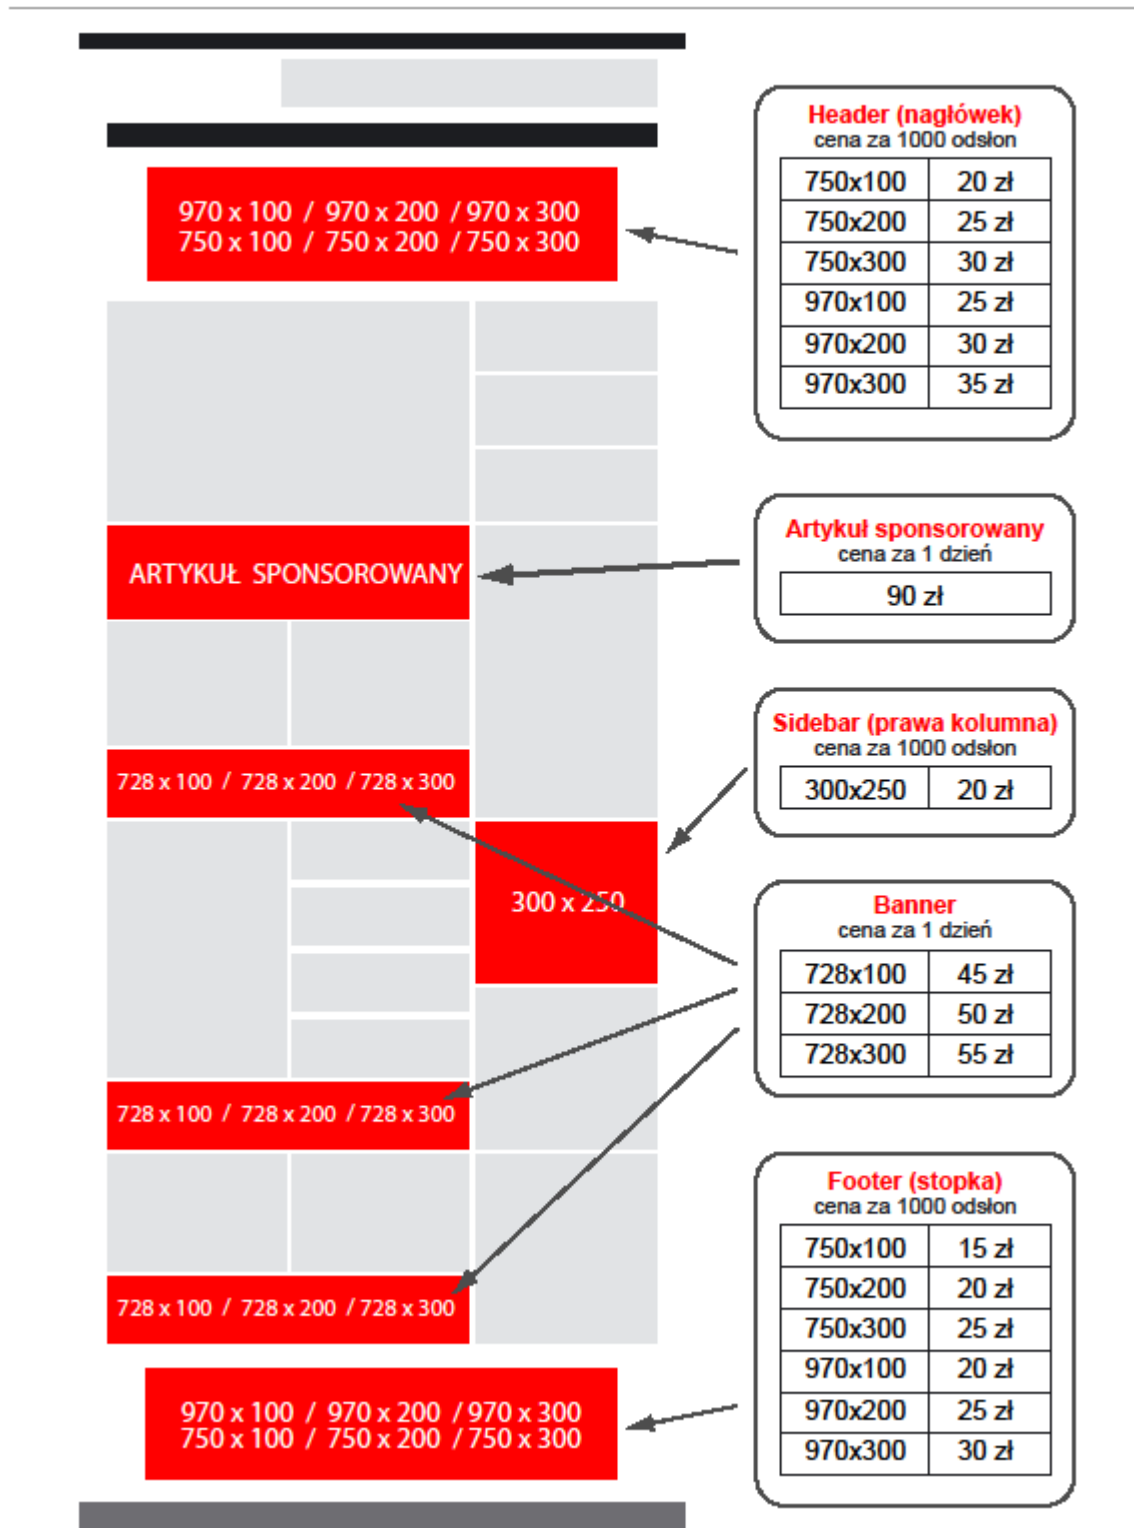 Header (nagłówek)
cena za 1000 odsłon
750x100 20 zł
750x200 25 zł
750x300 30 zł
970x100 25 zł
970x200 30 zł
970x300 35 zł
970 x 100 / 970 x 200 / 970 x 300
750 x 100 / 750 x 200 / 750 x 300
Artykuł sponsorowany
cena za 1 dzień
90 zł
ARTYKUŁ SPONSOROWANY
Sidebar (prawa kolumna)
cena za 1000 odsłon
300x250 20 zł
728 x 100 / 728 x 200 / 728 x 300
300 x 250
Banner
cena za 1 dzień
728x100 45 zł
728x200 50 zł
728x300 55 zł
728 x 100 / 728 x 200 / 728 x 300
Footer (stopka)
cena za 1000 odsłon
750x100 15 zł
750x200 20 zł
750x300 25 zł
970x100 20 zł
970x200 25 zł
970x300 30 zł
728 x 100 / 728 x 200 / 728 x 300
970 x 100 / 970 x 200 / 970 x 300
750 x 100 / 750 x 200 / 750 x 300